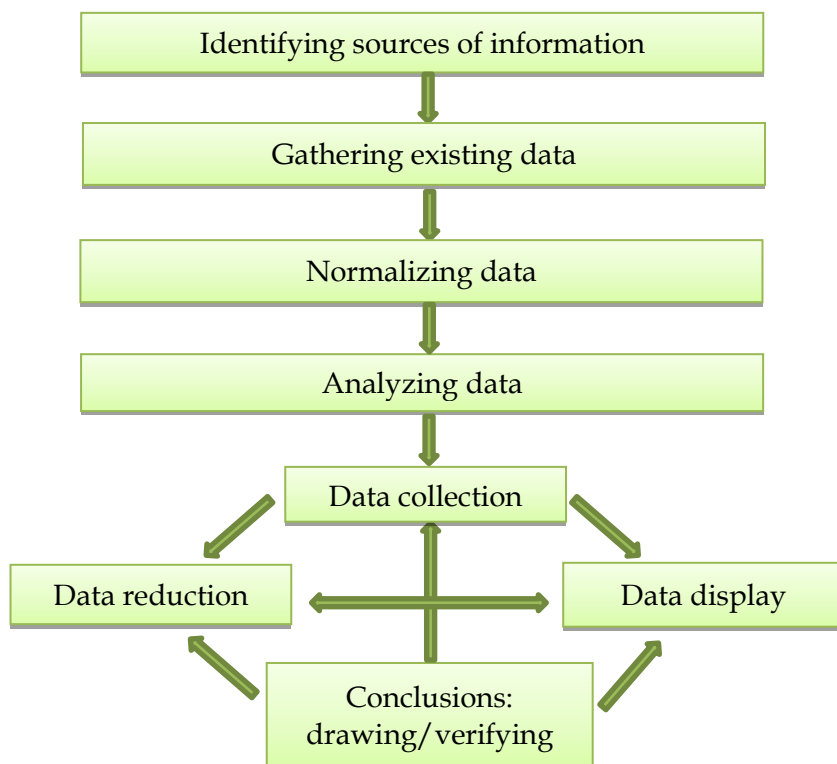 Identifying sources of information
Gathering existing data
Normalizing data
Analyzing data
Data collection
Data reduction
Data display
Conclusions:
drawing/verifying